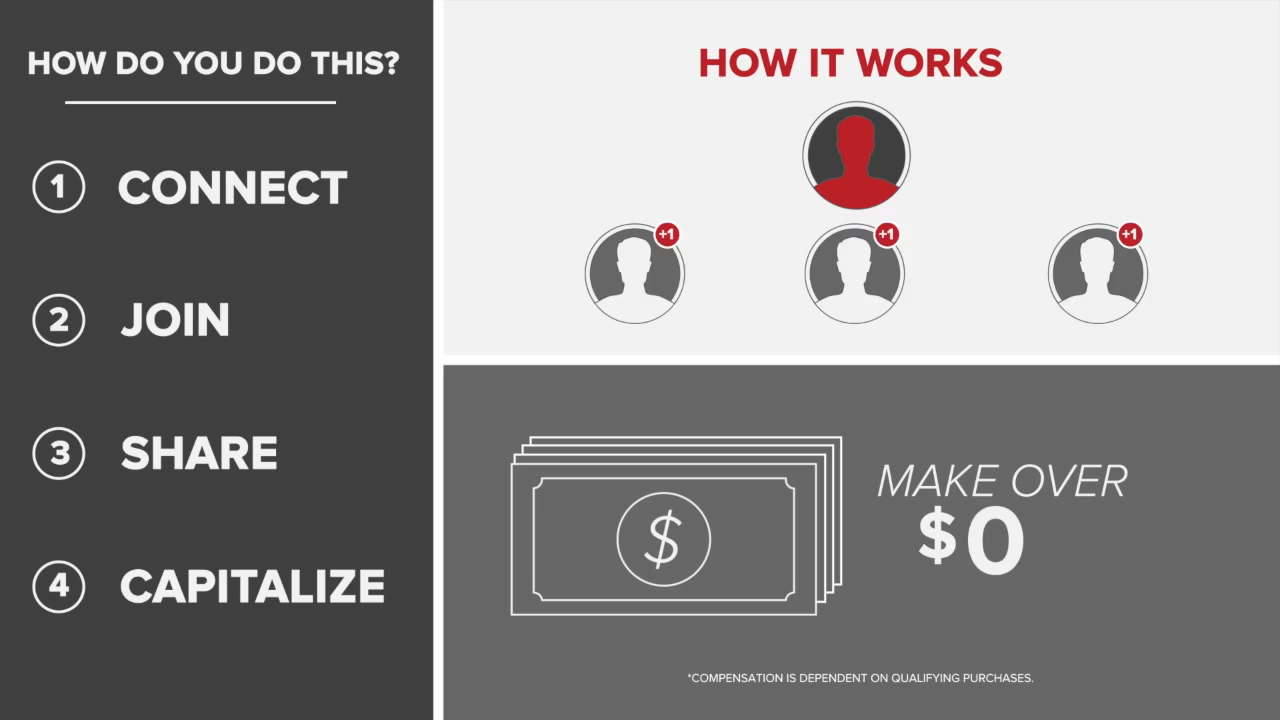 HOW DO YOU DO THIS?
1 CONNECT
2 JOIN
3 SHARE
4 CAPITALIZE
HOW IT WORKS
+1 +1 +1
$
MAKE OVER
$0
*COMPENSATION IS DEPENDENT ON QUALIFYING PURCHASES.